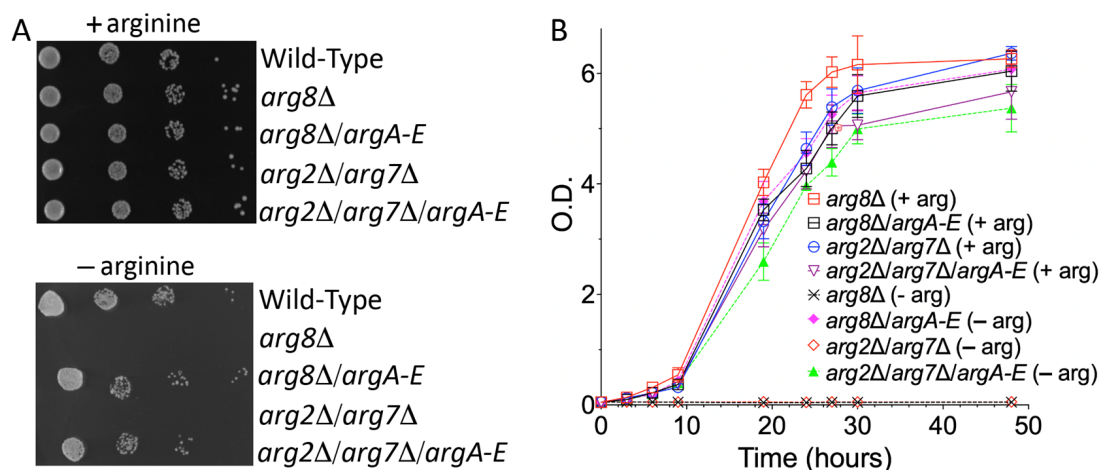 A
+ arginine
Wild-Type
arg8Δ
arg8Δ/argA-E
arg2Δ/arg7Δ
arg2Δ/arg7Δ/argA-E
– arginine
Wild-Type
arg8Δ
arg8Δ/argA-E
arg2Δ/arg7Δ
arg2Δ/arg7Δ/argA-E
B
O.D.
6
4
2
0
arg8Δ (+ arg)
arg8Δ/argA-E (+ arg)
arg2Δ/arg7Δ (+ arg)
arg2Δ/arg7Δ/argA-E (+ arg)
arg8Δ (- arg)
arg8Δ/argA-E (– arg)
arg2Δ/arg7Δ (– arg)
arg2Δ/arg7Δ/argA-E (– arg)
0 10 20 30 40 50
Time (hours)